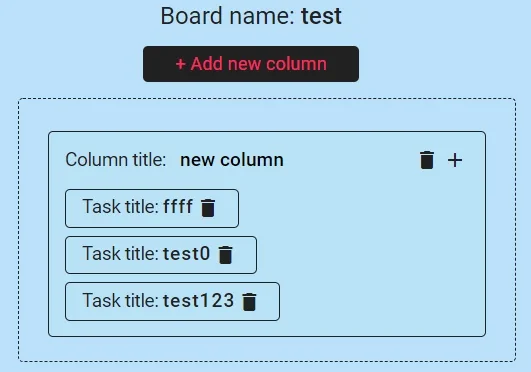 Board name: test
+ Add new column
Column title: new column
Task title: ffff
Task title: test0
Task title: test123